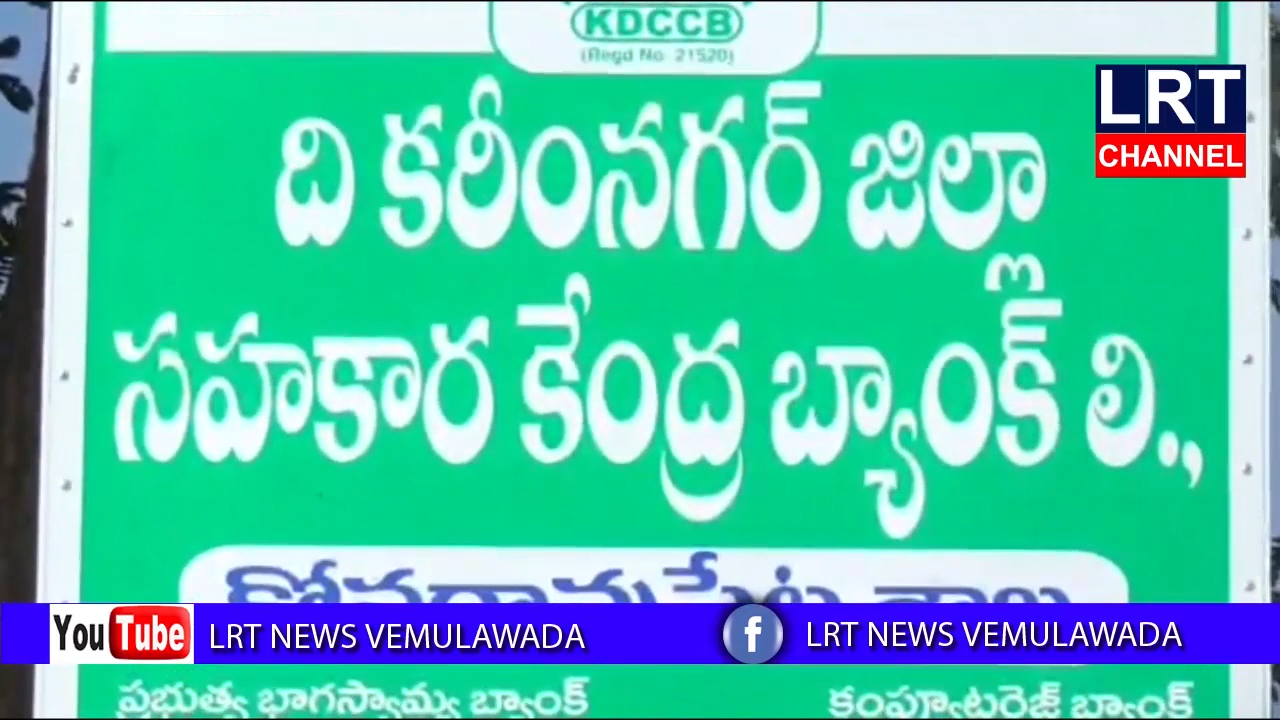 KDCCB
(Regd No. 21520)
LRT
CHANNEL
ది కరీంనగర్ జిల్లా
సహకార కేంద్ర బ్యాంక్ లి.,
YouTube LRT NEWS VEMULAWADA f LRT NEWS VEMULAWADA
ప్రభుత్వ భాగస్వామ్య బ్యాంక్ కంప్యూటరైజ్డ్ బ్యాంక్